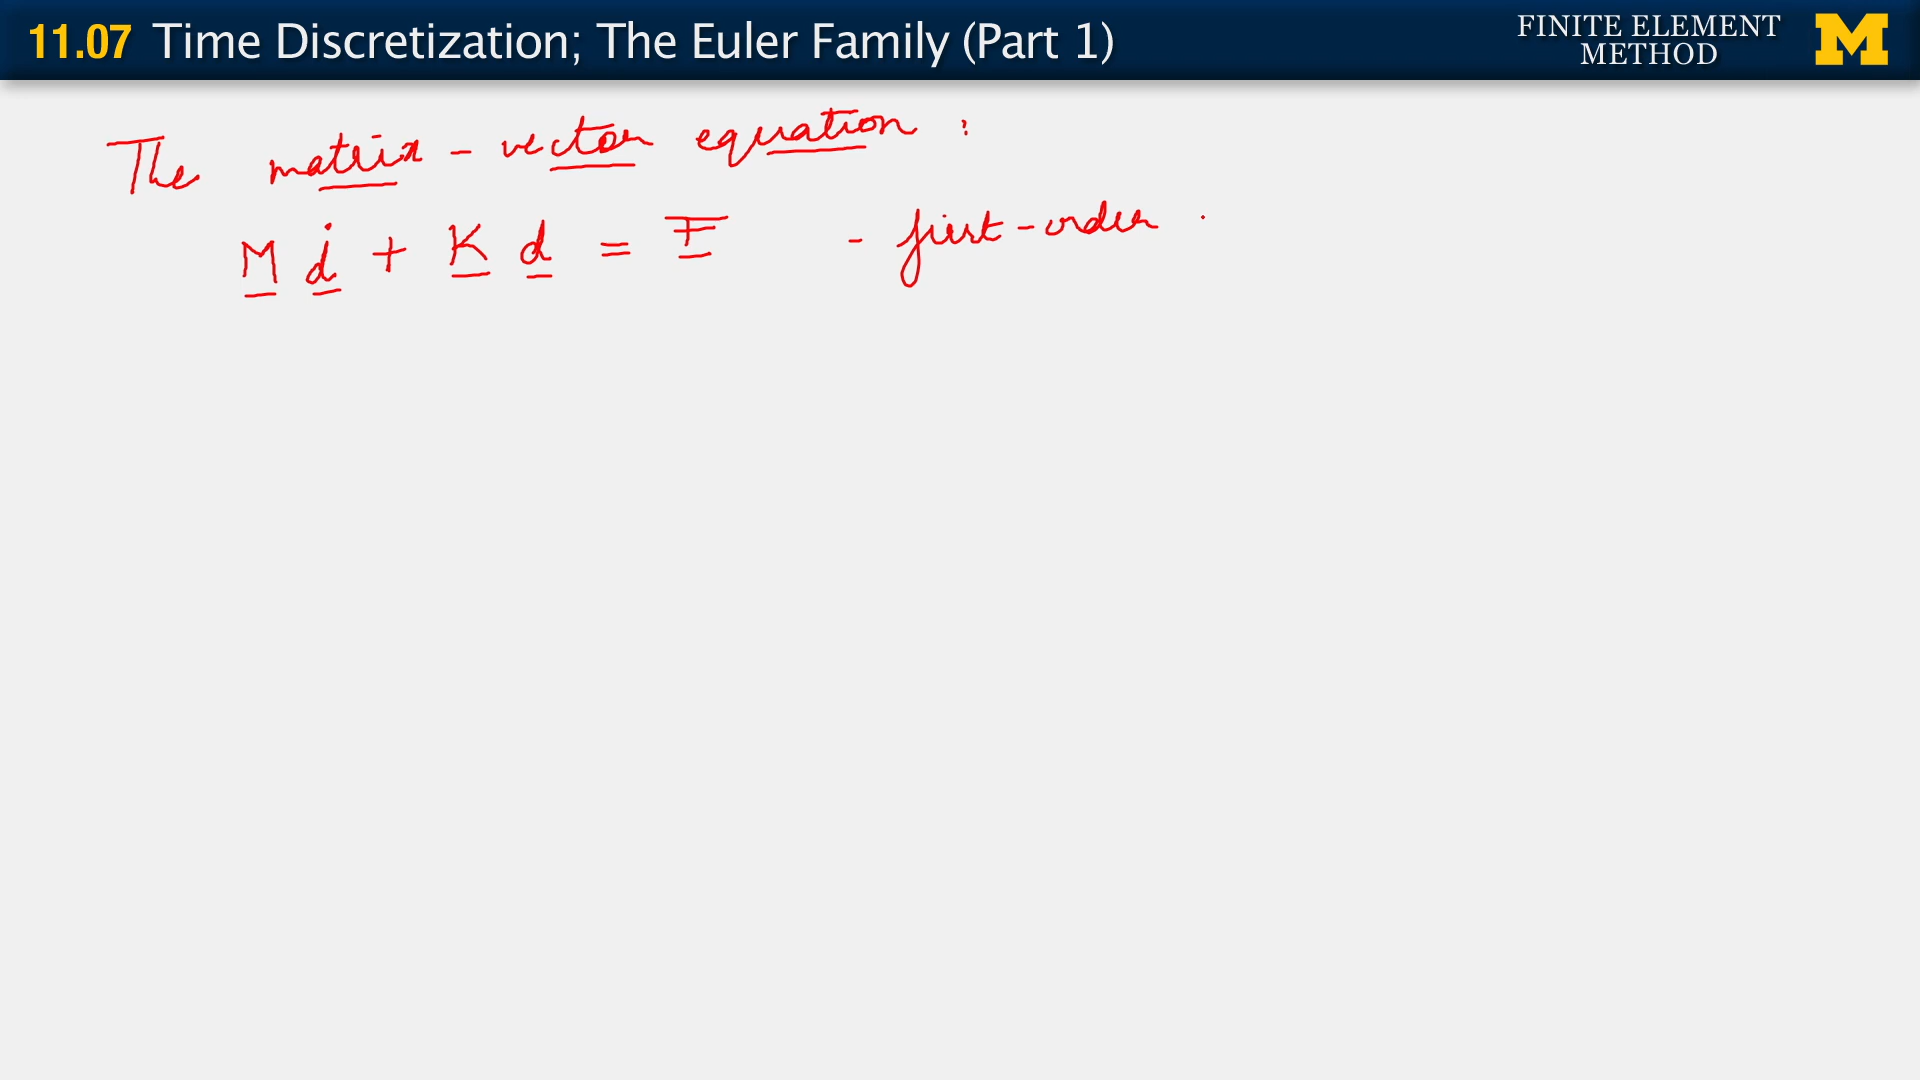 11.07 Time Discretization; The Euler Family (Part 1)
FINITE ELEMENT
METHOD
M
The matrix - vector equation :
M ḋ + K d = F - first-order